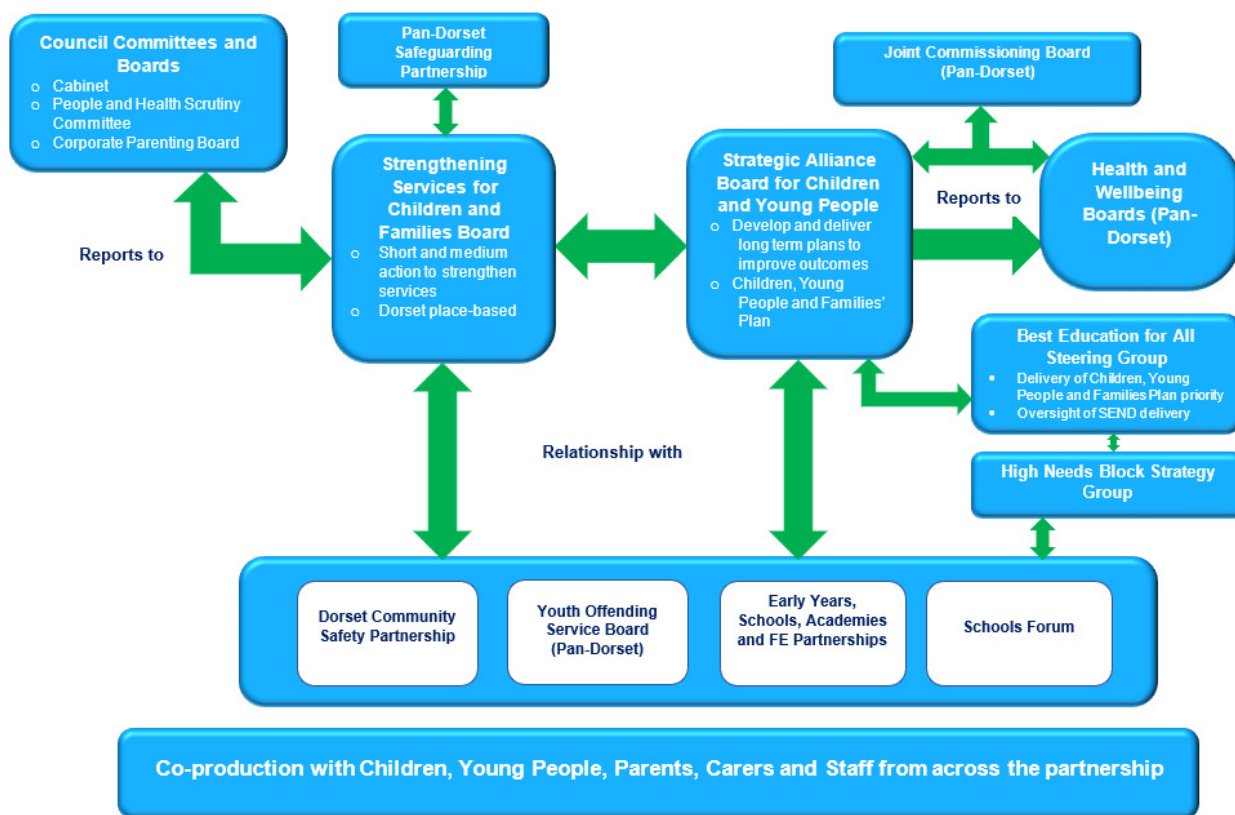 Council Committees and
Boards
o Cabinet
o People and Health Scrutiny
Committee
o Corporate Parenting Board
Pan-Dorset
Safeguarding
Partnership
Joint Commissioning Board
(Pan-Dorset)
Strengthening
Services for
Children and
Families Board
o Short and medium
action to strengthen
services
o Dorset place-based
Strategic Alliance
Board for Children
and Young People
o Develop and deliver
long term plans to
improve outcomes
o Children, Young
People and Families'
Plan
Health and
Wellbeing
Boards (Pan-
Dorset)
Reports to
Reports to
Best Education for All
Steering Group
• Delivery of Children, Young
People and Families Plan priority
• Oversight of SEND delivery
Relationship with
High Needs Block Strategy
Group
Dorset Community
Safety Partnership
Youth Offending
Service Board
(Pan-Dorset)
Early Years,
Schools, Academies
and FE Partnerships
Schools Forum
Co-production with Children, Young People, Parents, Carers and Staff from across the partnership